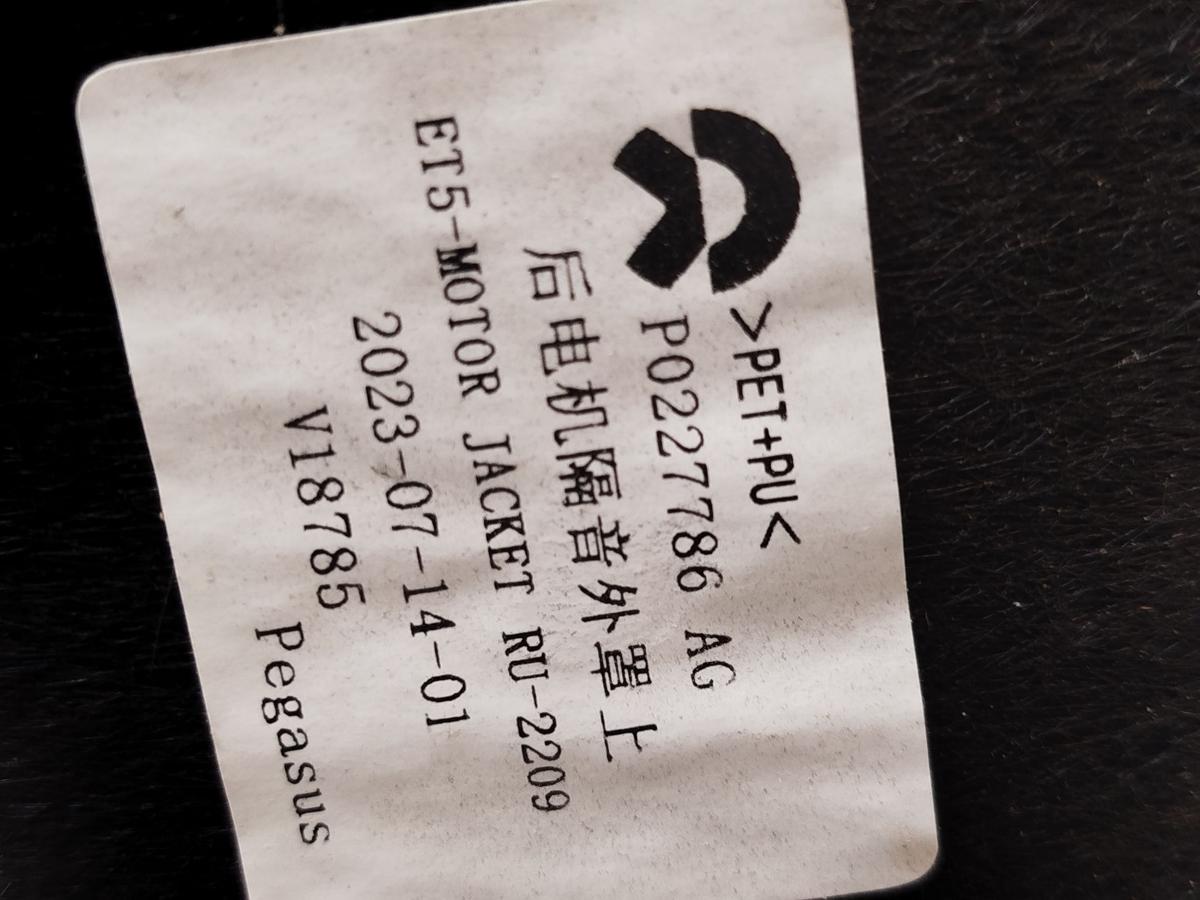 >PET+PU<
P0227786 AG
后电机隔音外罩上
ET5-MOTOR JACKET RU-2209
2023-07-14-01
V18785 Pegasus